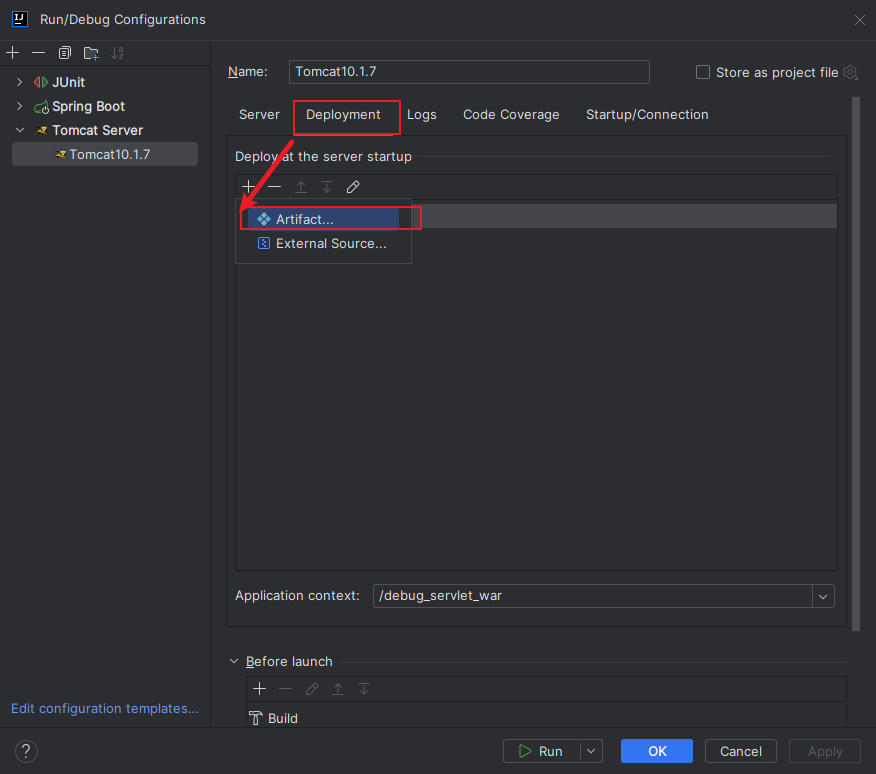 Run/Debug Configurations
JUnit
Spring Boot
Tomcat Server
Tomcat10.1.7
Name: Tomcat10.1.7 Store as project file
Server Deployment Logs Code Coverage Startup/Connection
Deploy at the server startup
Artifact...
External Source...
Application context: /debug_servlet_war
Before launch
Build
Edit configuration templates...
? Run OK Cancel Apply